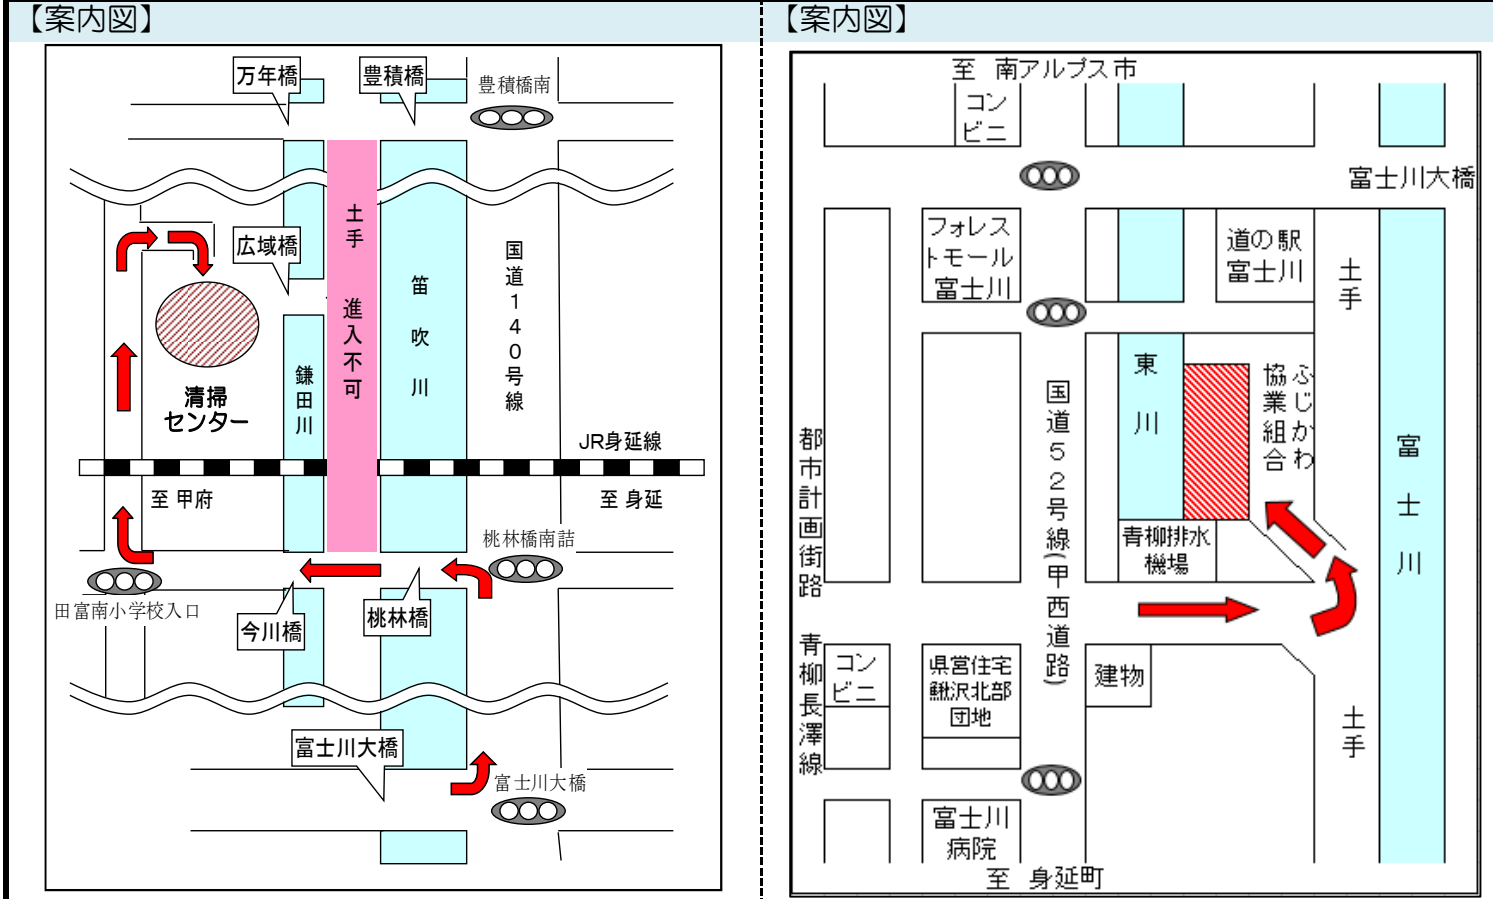 【案内図】
万年橋
豊積橋
豊積橋南
広域橋
土手 進入不可
笛吹川
国道140号線
鎌田川
清掃
センター
JR身延線
至 甲府
至 身延
桃林橋南詰
田富南小学校入口
今川橋
桃林橋
富士川大橋
富士川大橋
【案内図】
至 南アルプス市
コン
ビニ
富士川大橋
フォレス
トモール
富士川
道の駅
富士川
土手
東川
ふじかわ
協業組合
国道52号線(甲西道路)
都市計画街路 青柳長澤線
富士川
青柳排水
機場
コン
ビニ
県営住宅
鰍沢北部
団地
建物
土手
富士川
病院
至 身延町